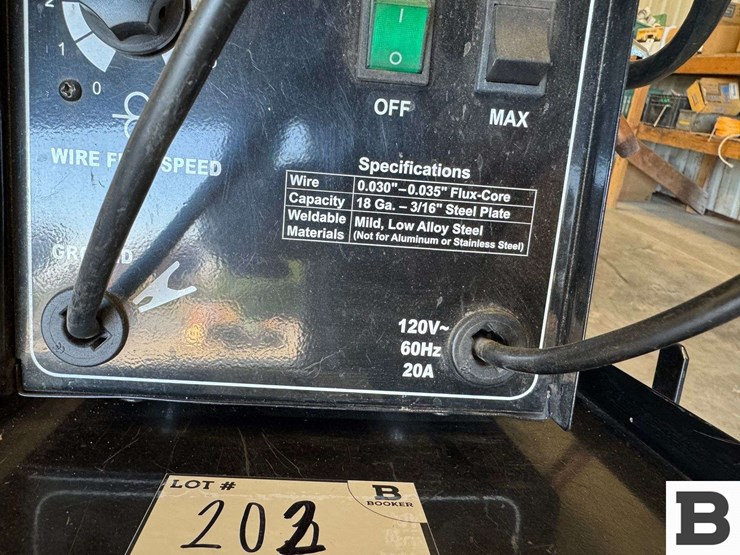 2
1
0
OFF
MAX
WIRE SPEED
Specifications
Wire 0.030"–0.035" Flux-Core
Capacity 18 Ga. – 3/16" Steel Plate
Weldable Materials Mild, Low Alloy Steel
(Not for Aluminum or Stainless Steel)
120V~
60Hz
20A
LOT #
B
BOOKER
B